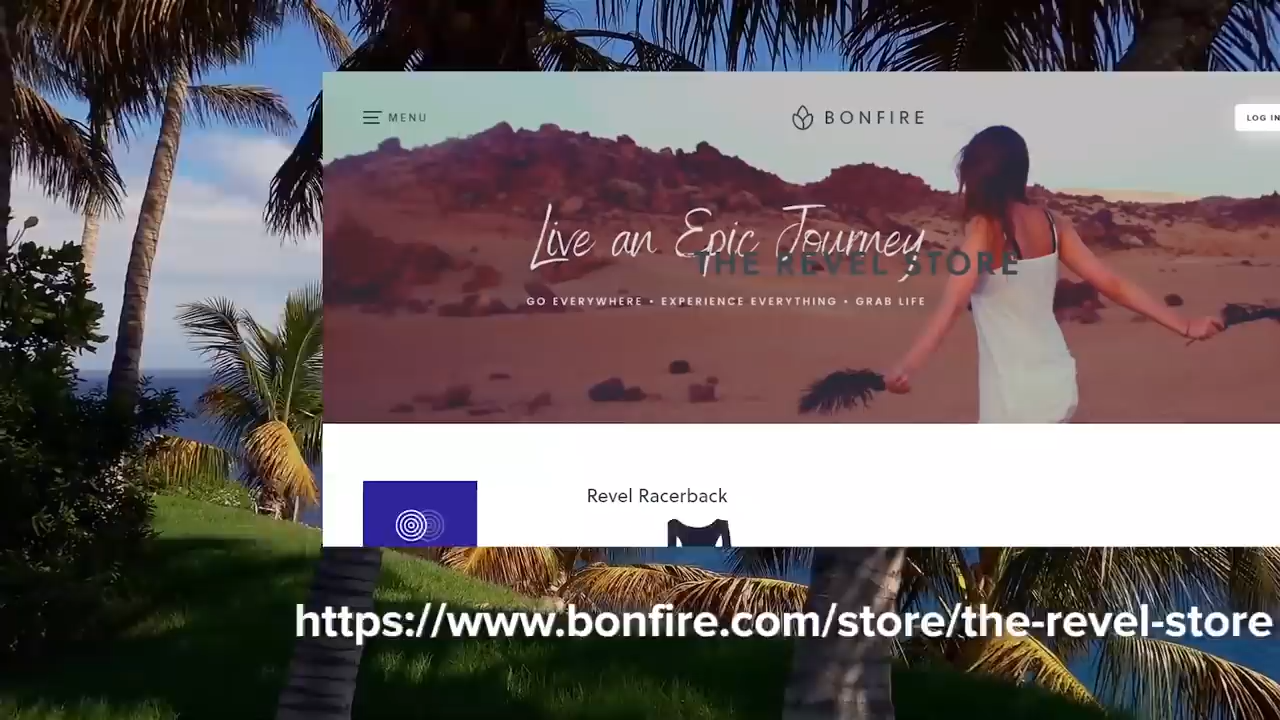 MENU
BONFIRE
LOG IN
Live an Epic Journey
THE REVEL STORE
GO EVERYWHERE • EXPERIENCE EVERYTHING • GRAB LIFE
Revel Racerback
https://www.bonfire.com/store/the-revel-store